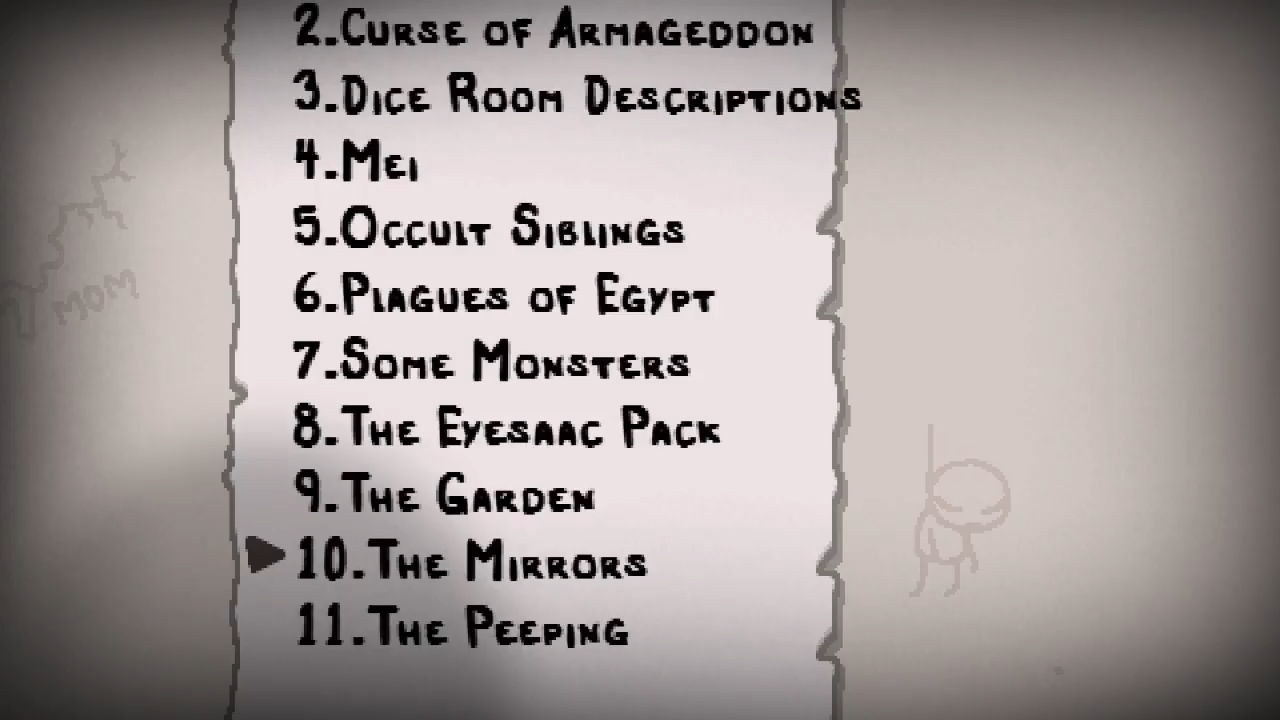 2.Curse of Armageddon
3.Dice Room Descriptions
4.Mei
5.Occult Siblings
6.Plagues of Egypt
7.Some Monsters
8.The Eyesaac Pack
9.The Garden
10.The Mirrors
11.The Peeping
MOM